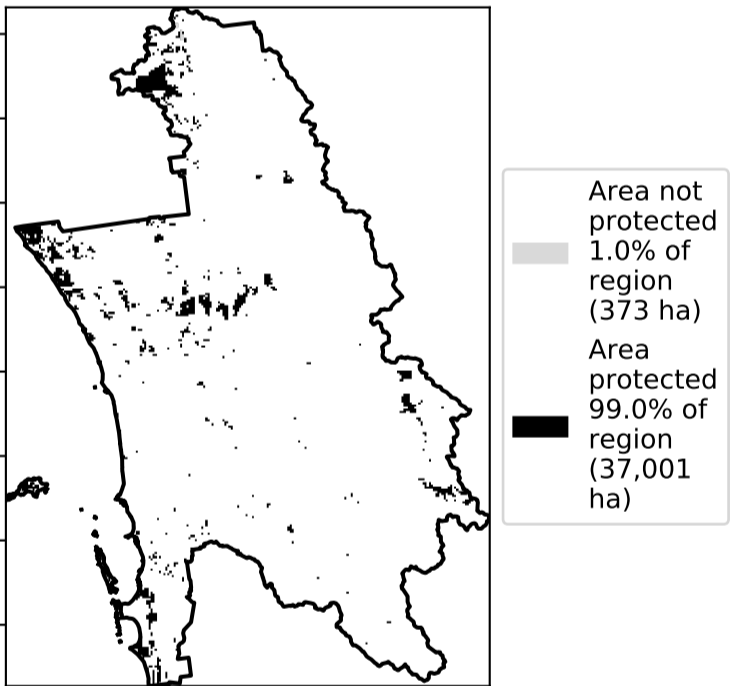 Area not
protected
1.0% of
region
(373 ha)
Area
protected
99.0% of
region
(37,001
ha)